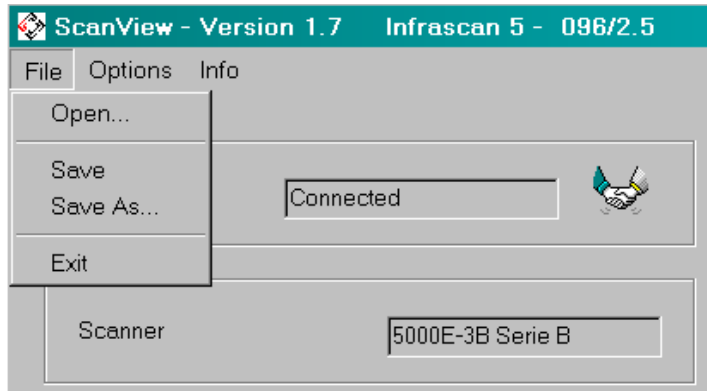 ScanView - Version 1.7 Infrascan 5 - 096/2.5
File Options Info
Open...
Save
Save As...
Exit
Connected
Scanner 5000E-3B Serie B